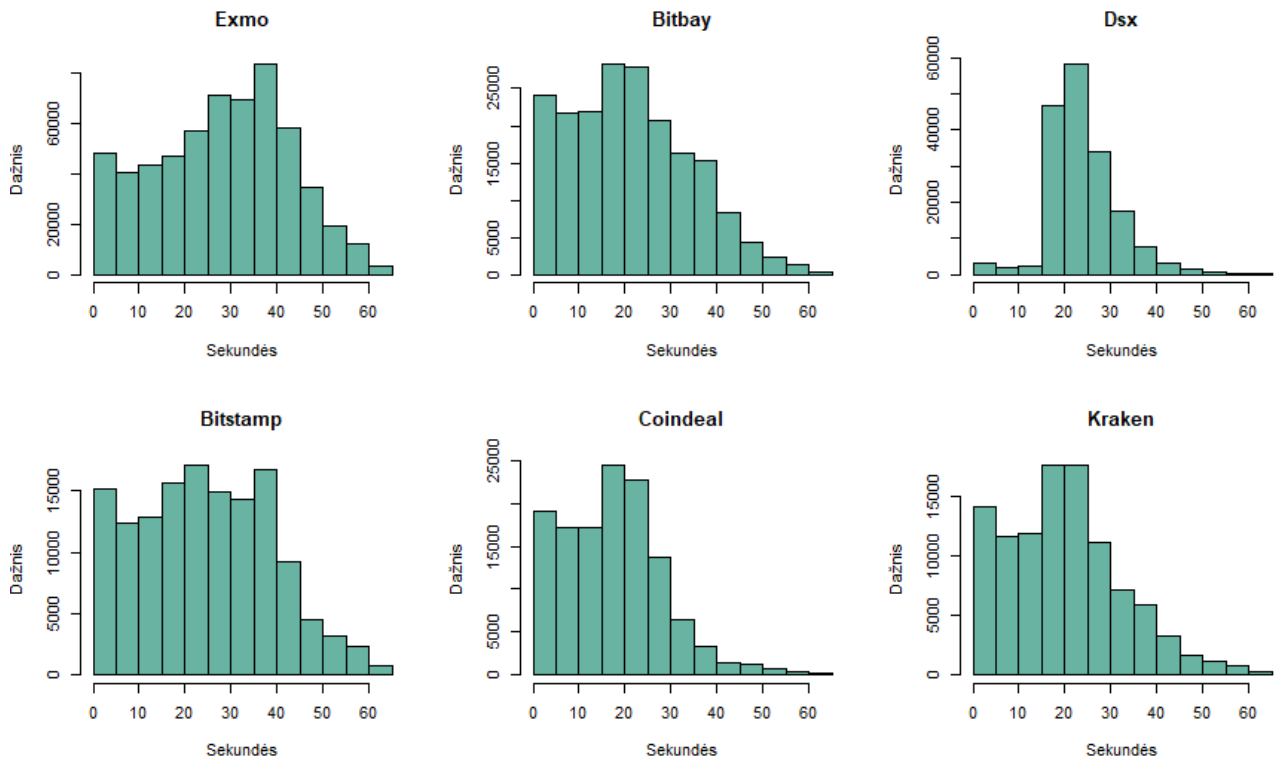 Exmo
Dažnis
0 20000 60000
0 10 20 30 40 50 60
Sekundės
Bitbay
Dažnis
0 5000 15000 25000
0 10 20 30 40 50 60
Sekundės
Dsx
Dažnis
0 20000 40000 60000
0 10 20 30 40 50 60
Sekundės
Bitstamp
Dažnis
0 5000 10000 15000
0 10 20 30 40 50 60
Sekundės
Coindeal
Dažnis
0 5000 15000 25000
0 10 20 30 40 50 60
Sekundės
Kraken
Dažnis
0 5000 10000 15000
0 10 20 30 40 50 60
Sekundės